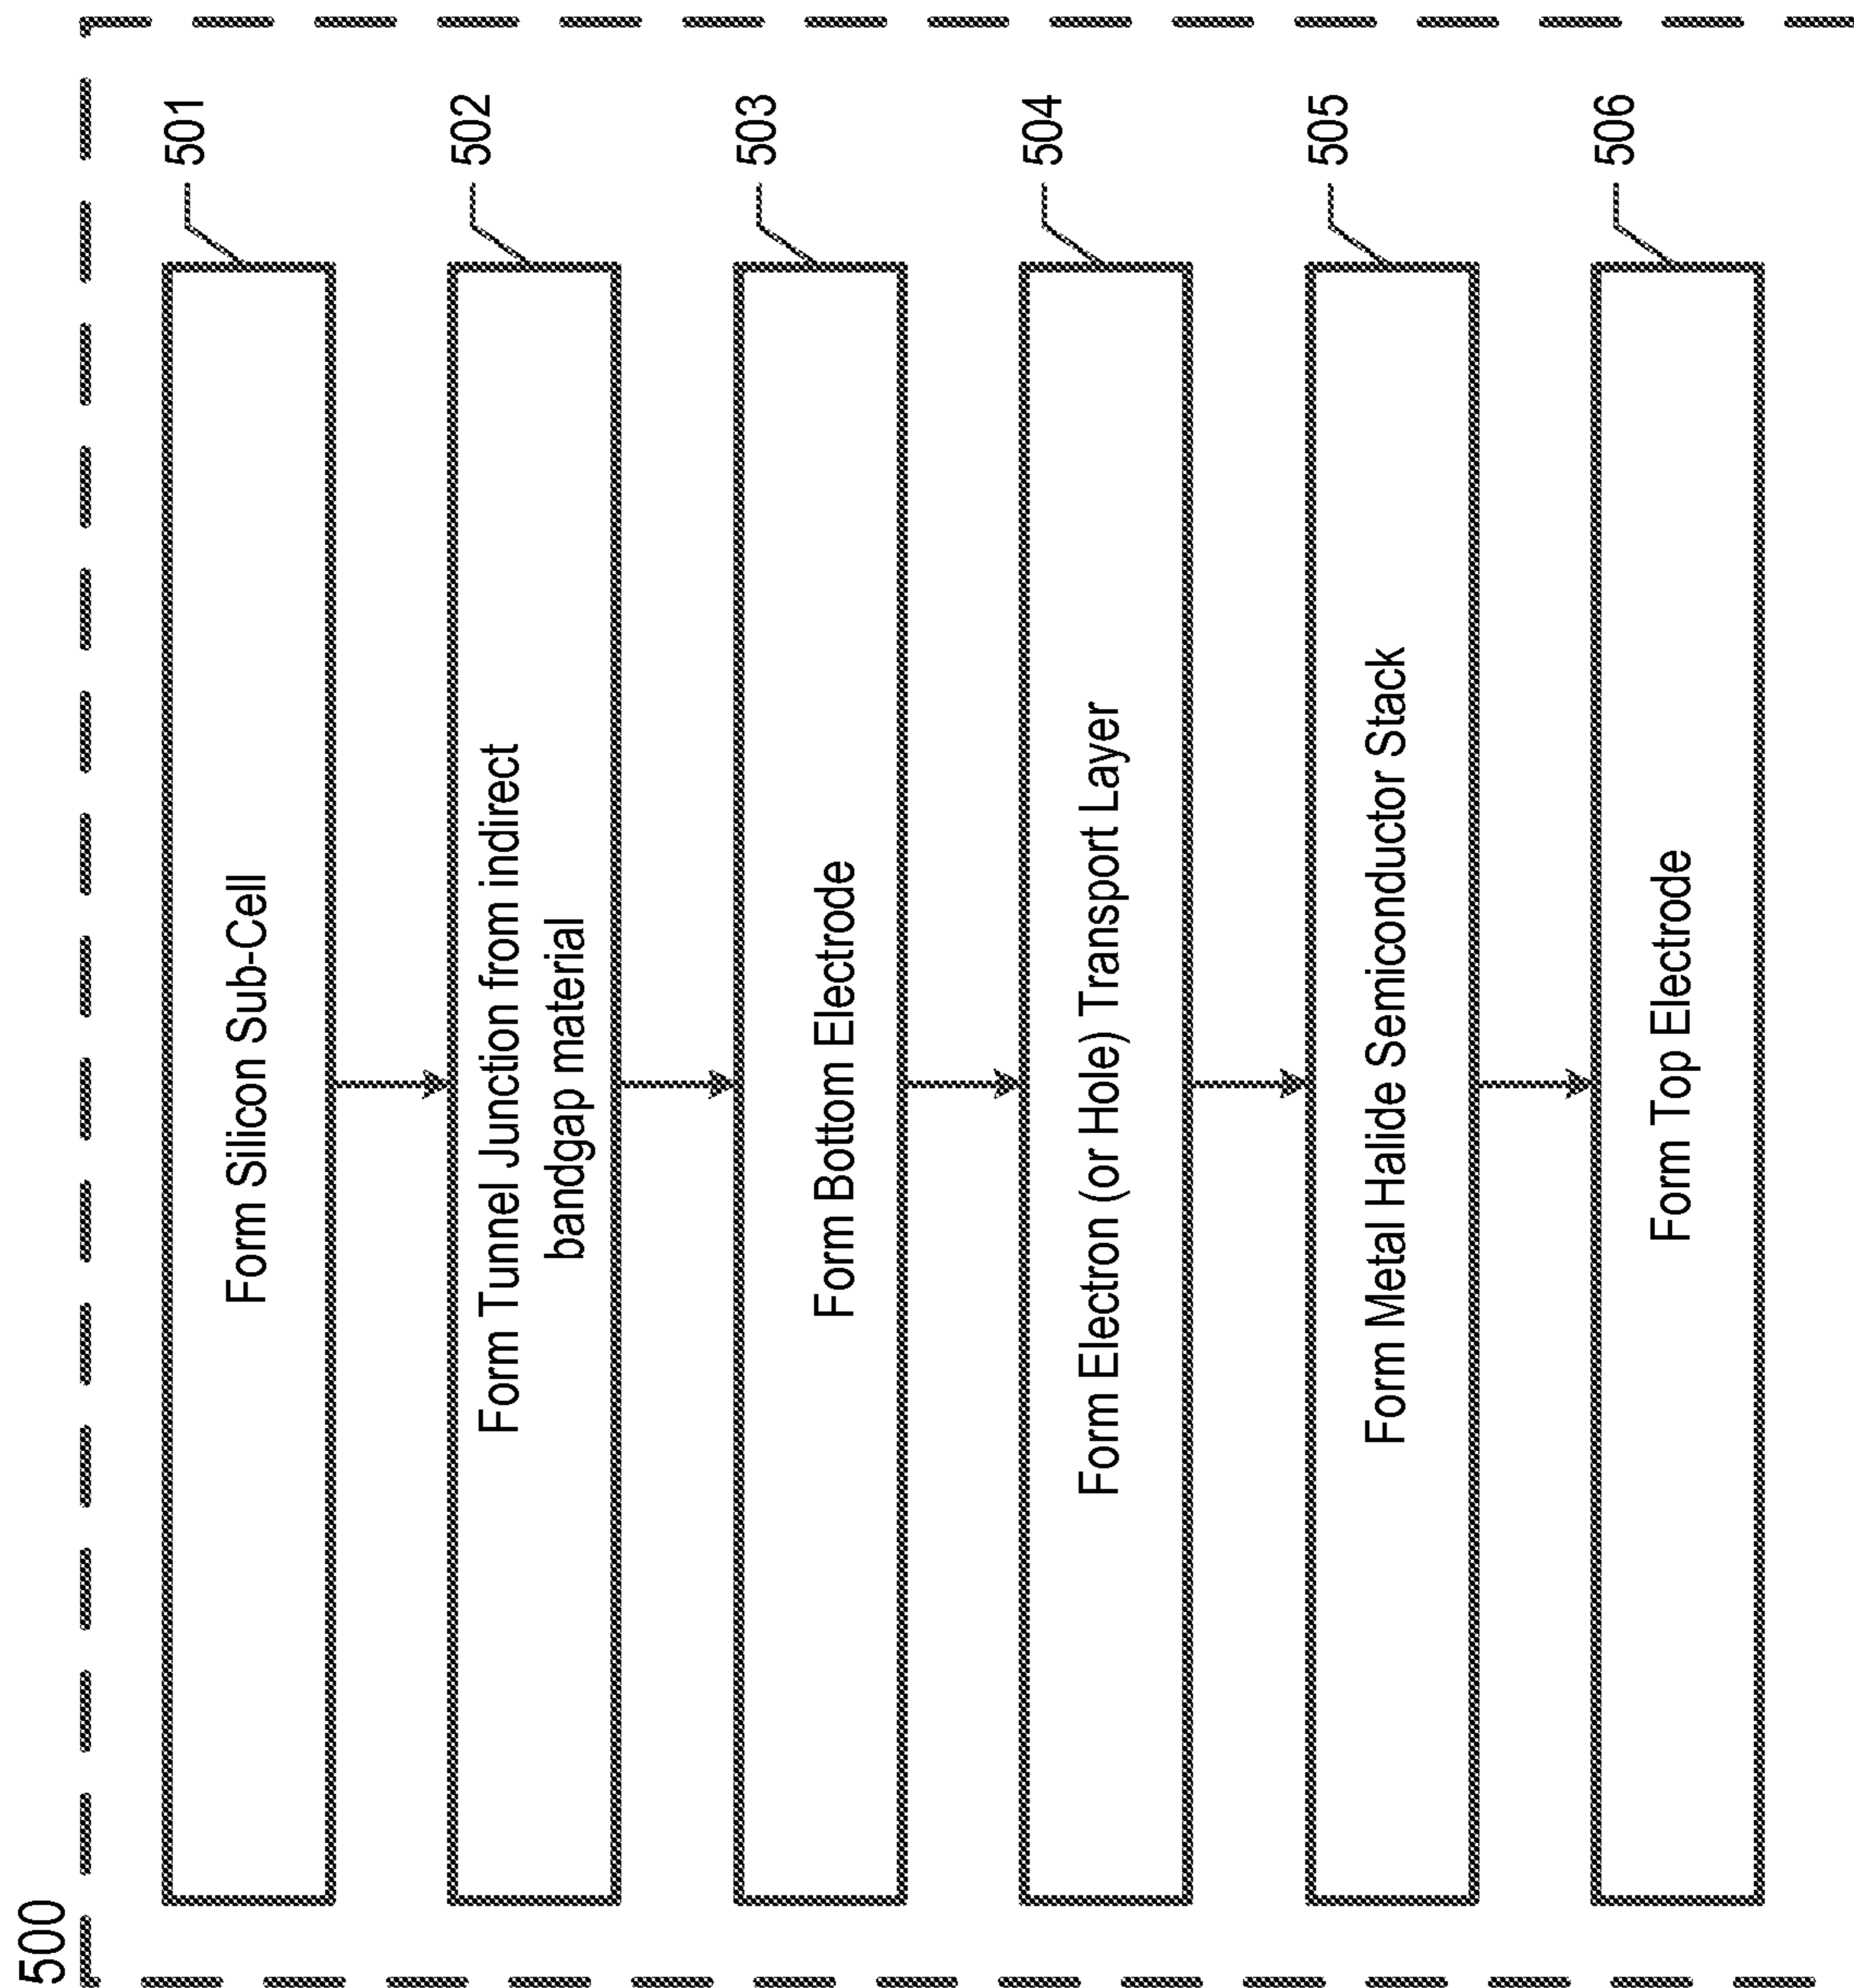 500
501
Form Silicon Sub-Cell
502
Form Tunnel Junction from indirect
bandgap material
503
Form Bottom Electrode
504
Form Electron (or Hole) Transport Layer
505
Form Metal Halide Semiconductor Stack
506
Form Top Electrode